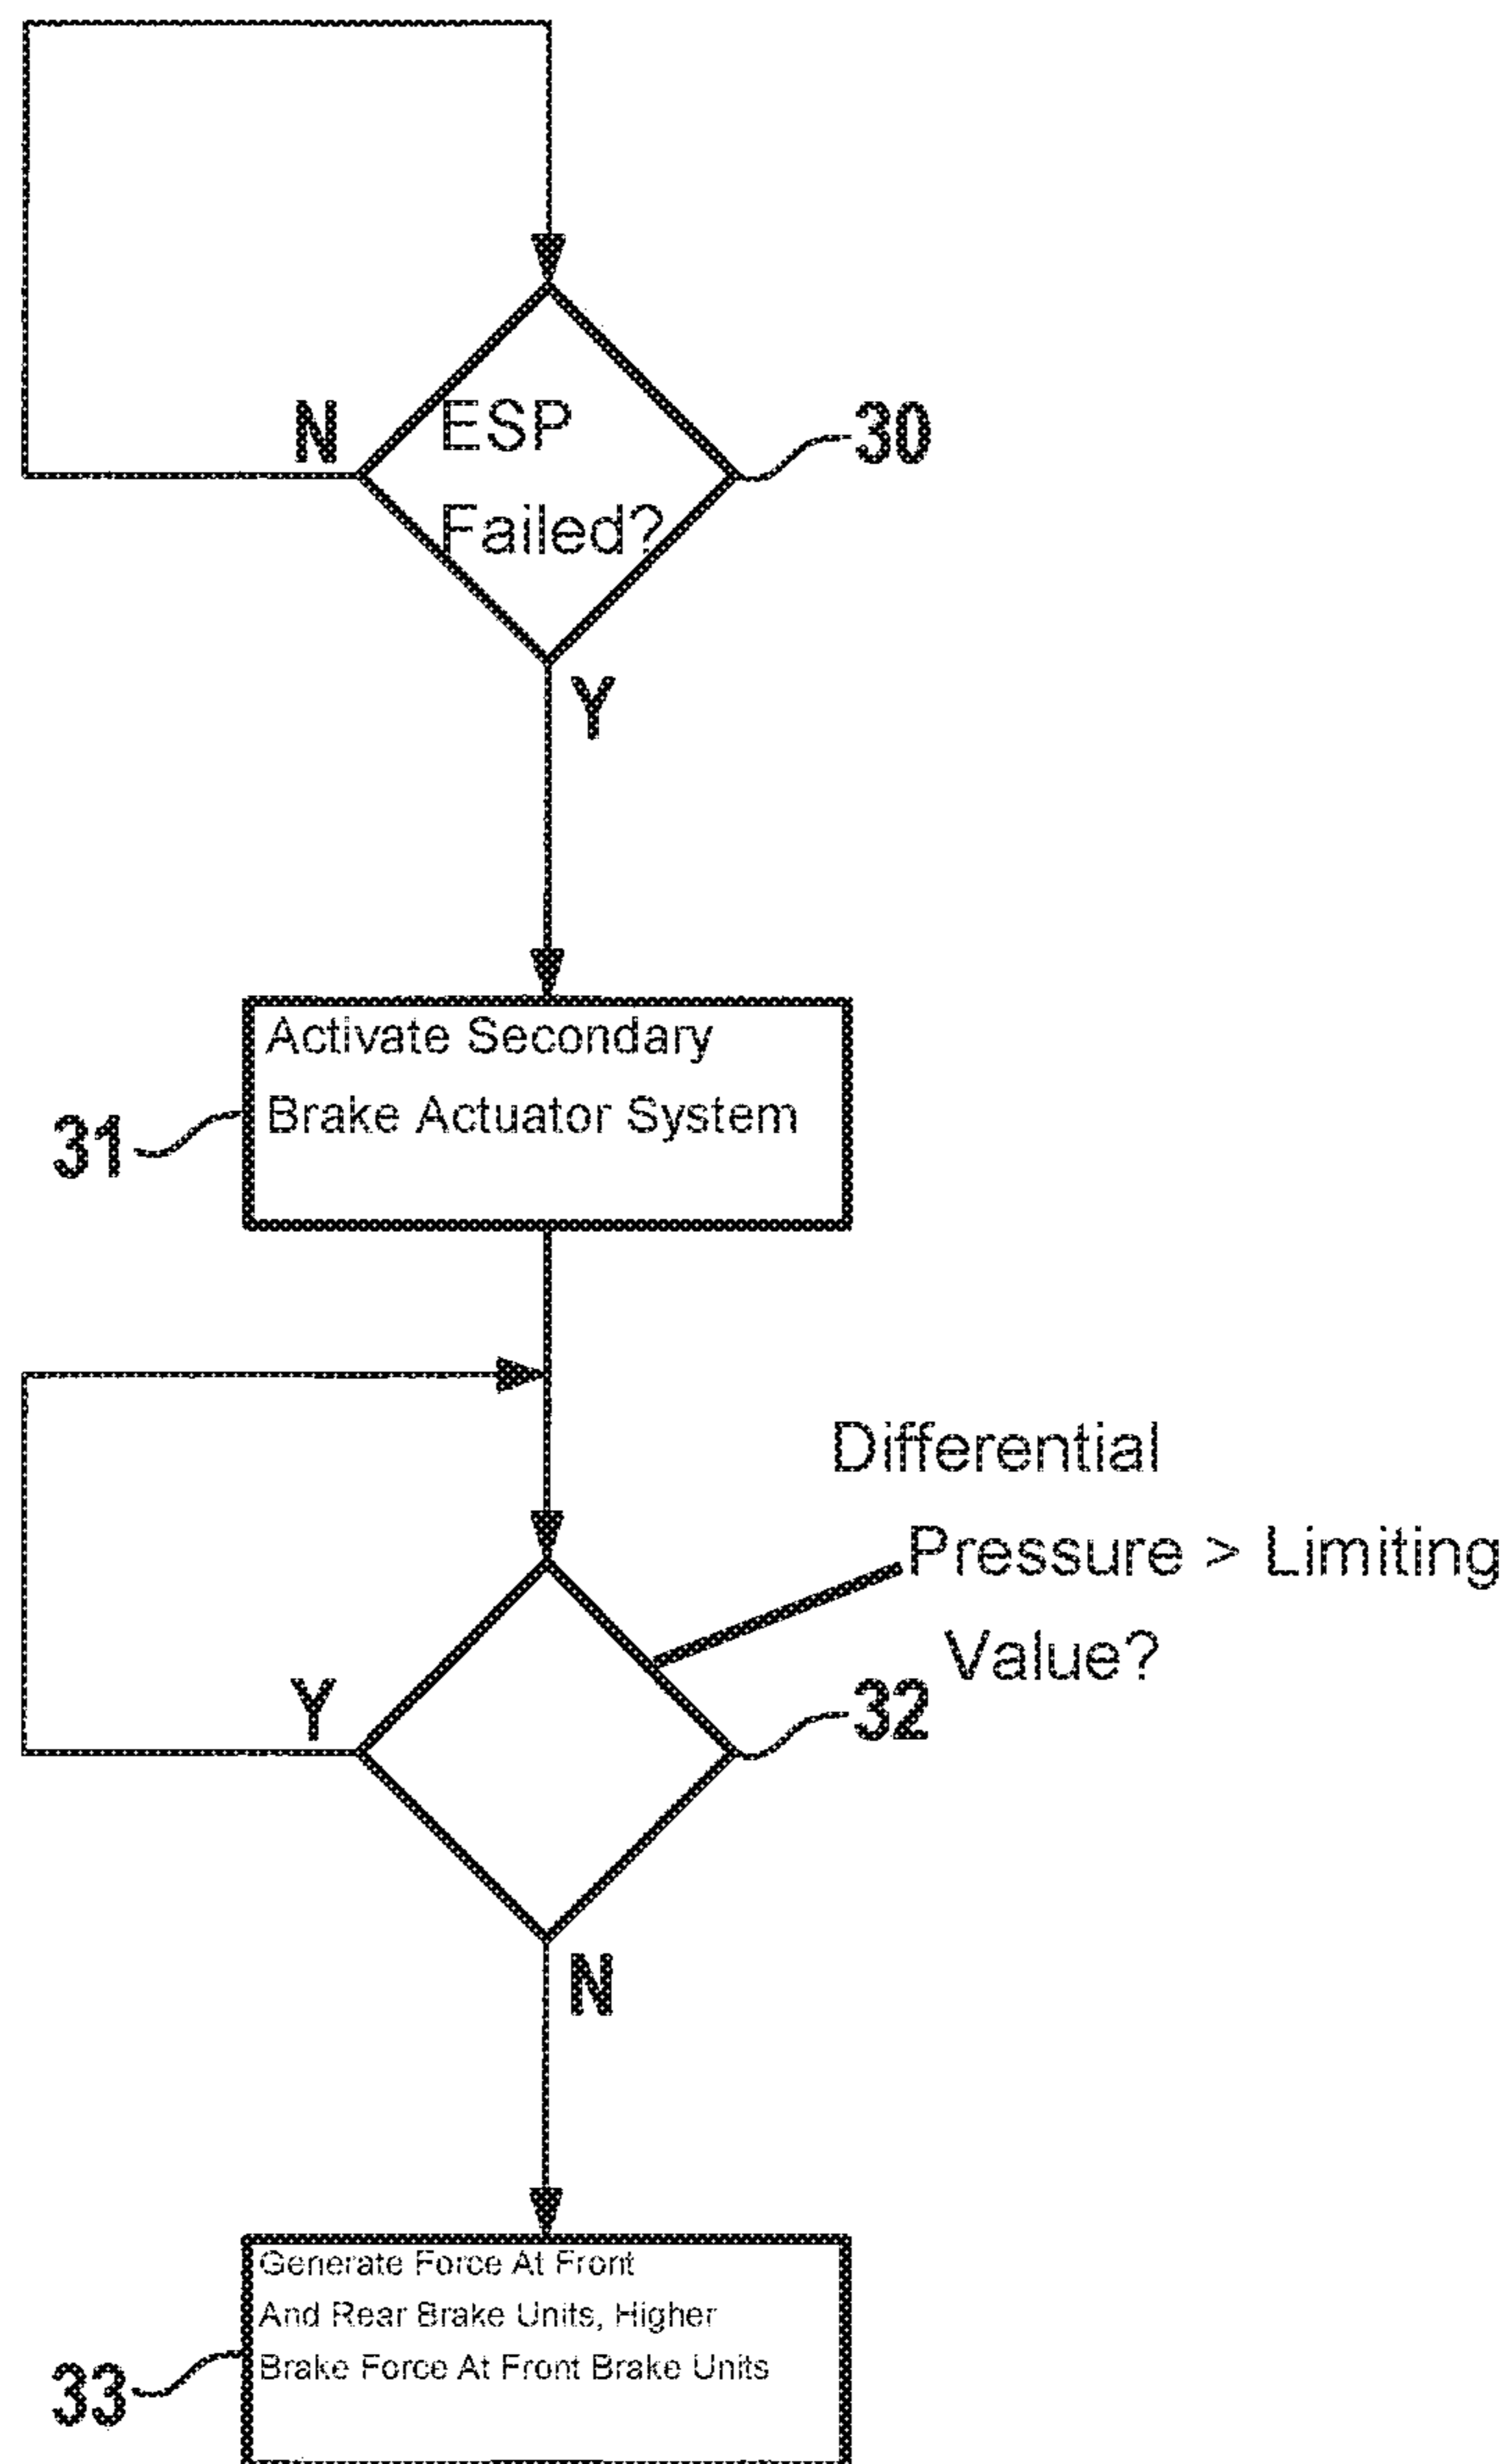 N
ESP
30
Failed?
Y
Activate Secondary
Brake Actuator System
31
Differential
Pressure > Limiting
Value?
Y
32
N
Generate Force At Front
And Rear Brake Units, Higher
Brake Force At Front Brake Units
33